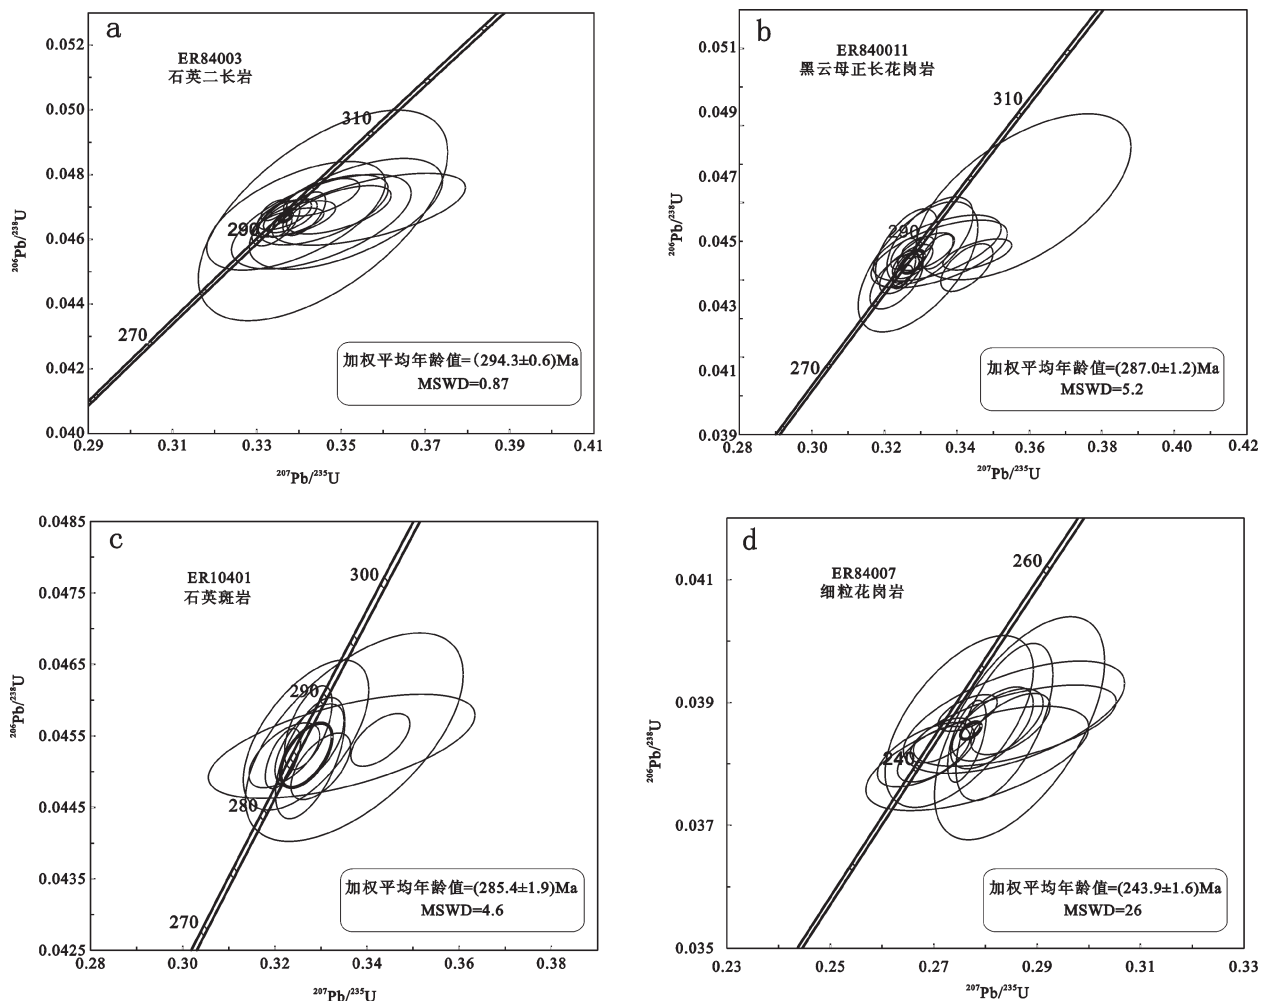 a
ER84003
石英二长岩
0.052
0.050
0.048
0.046
0.044
0.042
0.040
²⁰⁶Pb/²³⁸U
310
290
270
加权平均年龄值=(294.3±0.6)Ma
MSWD=0.87
0.29
0.31
0.33
0.35
0.37
0.39
0.41
²⁰⁷Pb/²³⁵U
b
ER840011
黑云母正长花岗岩
0.051
0.049
0.047
0.045
0.043
0.041
0.039
²⁰⁶Pb/²³⁸U
310
290
270
加权平均年龄值=(287.0±1.2)Ma
MSWD=5.2
0.28
0.30
0.32
0.34
0.36
0.38
0.40
0.42
²⁰⁷Pb/²³⁵U
c
ER10401
石英斑岩
0.0485
0.0475
0.0465
0.0455
0.0445
0.0435
0.0425
²⁰⁶Pb/²³⁸U
300
290
280
270
加权平均年龄值=(285.4±1.9)Ma
MSWD=4.6
0.28
0.30
0.32
0.34
0.36
0.38
²⁰⁷Pb/²³⁵U
d
ER84007
细粒花岗岩
0.041
0.039
0.037
0.035
²⁰⁶Pb/²³⁸U
260
240
加权平均年龄值=(243.9±1.6)Ma
MSWD=26
0.23
0.25
0.27
0.29
0.31
0.33
²⁰⁷Pb/²³⁵U